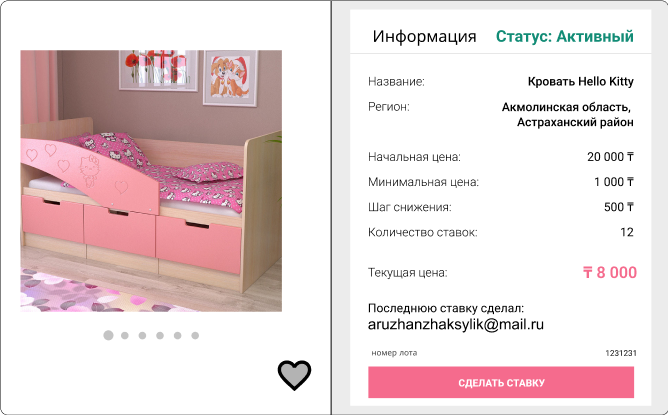 Информация Статус: Активный
Название: Кровать Hello Kitty
Регион: Акмолинская область,
Астраханский район
Начальная цена: 20 000 ₸
Минимальная цена: 1 000 ₸
Шаг снижения: 500 ₸
Количество ставок: 12
Текущая цена: ₸ 8 000
Последнюю ставку сделал:
aruzhanzhaksylik@mail.ru
номер лота 1231231
СДЕЛАТЬ СТАВКУ